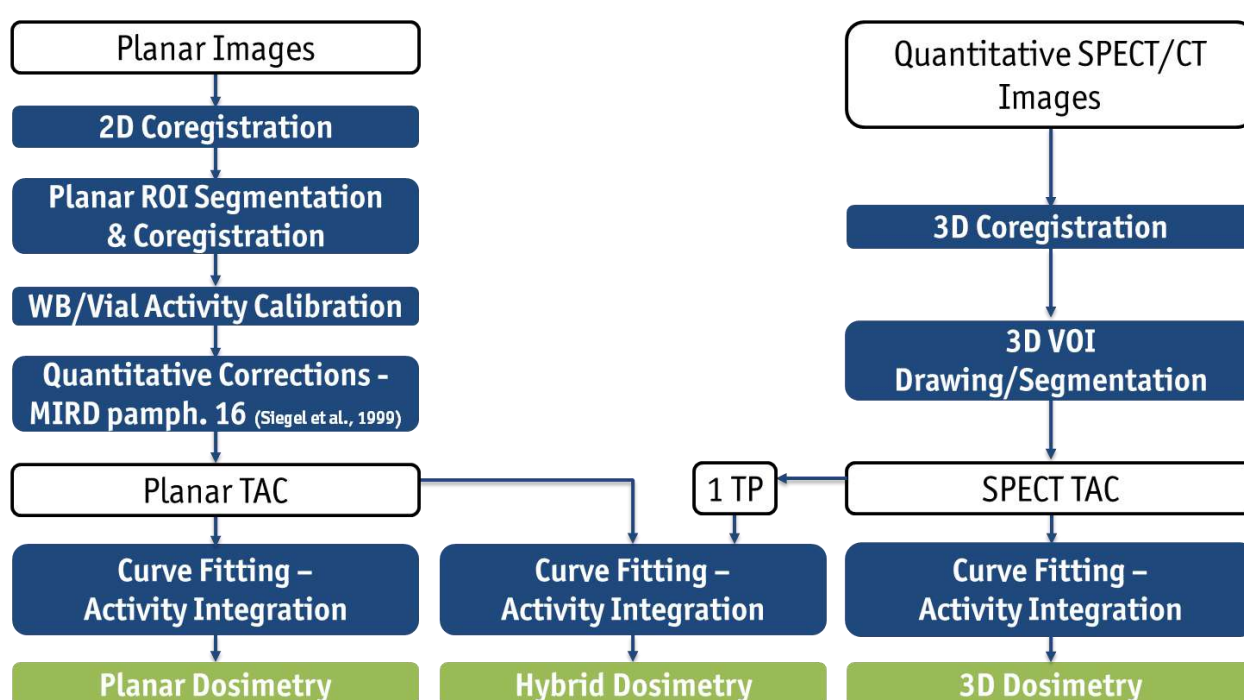 Planar Images
2D Coregistration
Planar ROI Segmentation
& Coregistration
WB/Vial Activity Calibration
Quantitative Corrections -
MIRD pamph. 16 (Siegel et al., 1999)
Planar TAC
Curve Fitting –
Activity Integration
Planar Dosimetry
1 TP
Curve Fitting –
Activity Integration
Hybrid Dosimetry
Quantitative SPECT/CT
Images
3D Coregistration
3D VOI
Drawing/Segmentation
SPECT TAC
Curve Fitting –
Activity Integration
3D Dosimetry